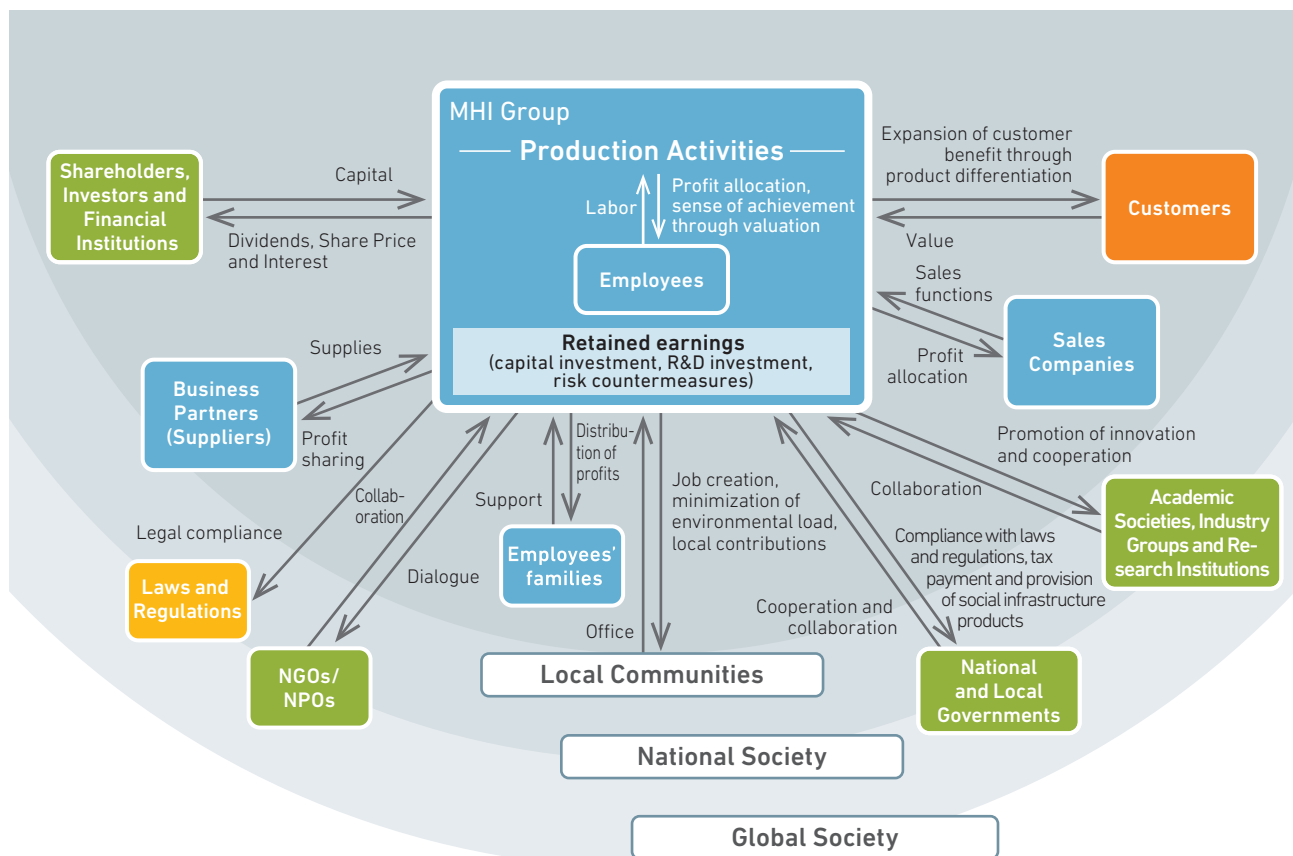 MHI Group
Production Activities
Labor
Profit allocation,
sense of achievement
through valuation
Employees
Retained earnings
(capital investment, R&D investment,
risk countermeasures)
Shareholders,
Investors and
Financial
Institutions
Capital
Dividends, Share Price
and Interest
Expansion of customer
benefit through
product differentiation
Customers
Value
Sales
functions
Sales
Companies
Profit
allocation
Supplies
Business
Partners
(Suppliers)
Profit
sharing
Legal compliance
Laws and
Regulations
Collab-
oration
Dialogue
NGOs/
NPOs
Distribu-
tion of
profits
Support
Employees’
families
Job creation,
minimization of
environmental load,
local contributions
Office
Local Communities
Promotion of innovation
and cooperation
Collaboration
Academic
Societies, Industry
Groups and Re-
search Institutions
Compliance with laws
and regulations, tax
payment and provision
of social infrastructure
products
Cooperation and
collaboration
National
and Local
Governments
National Society
Global Society